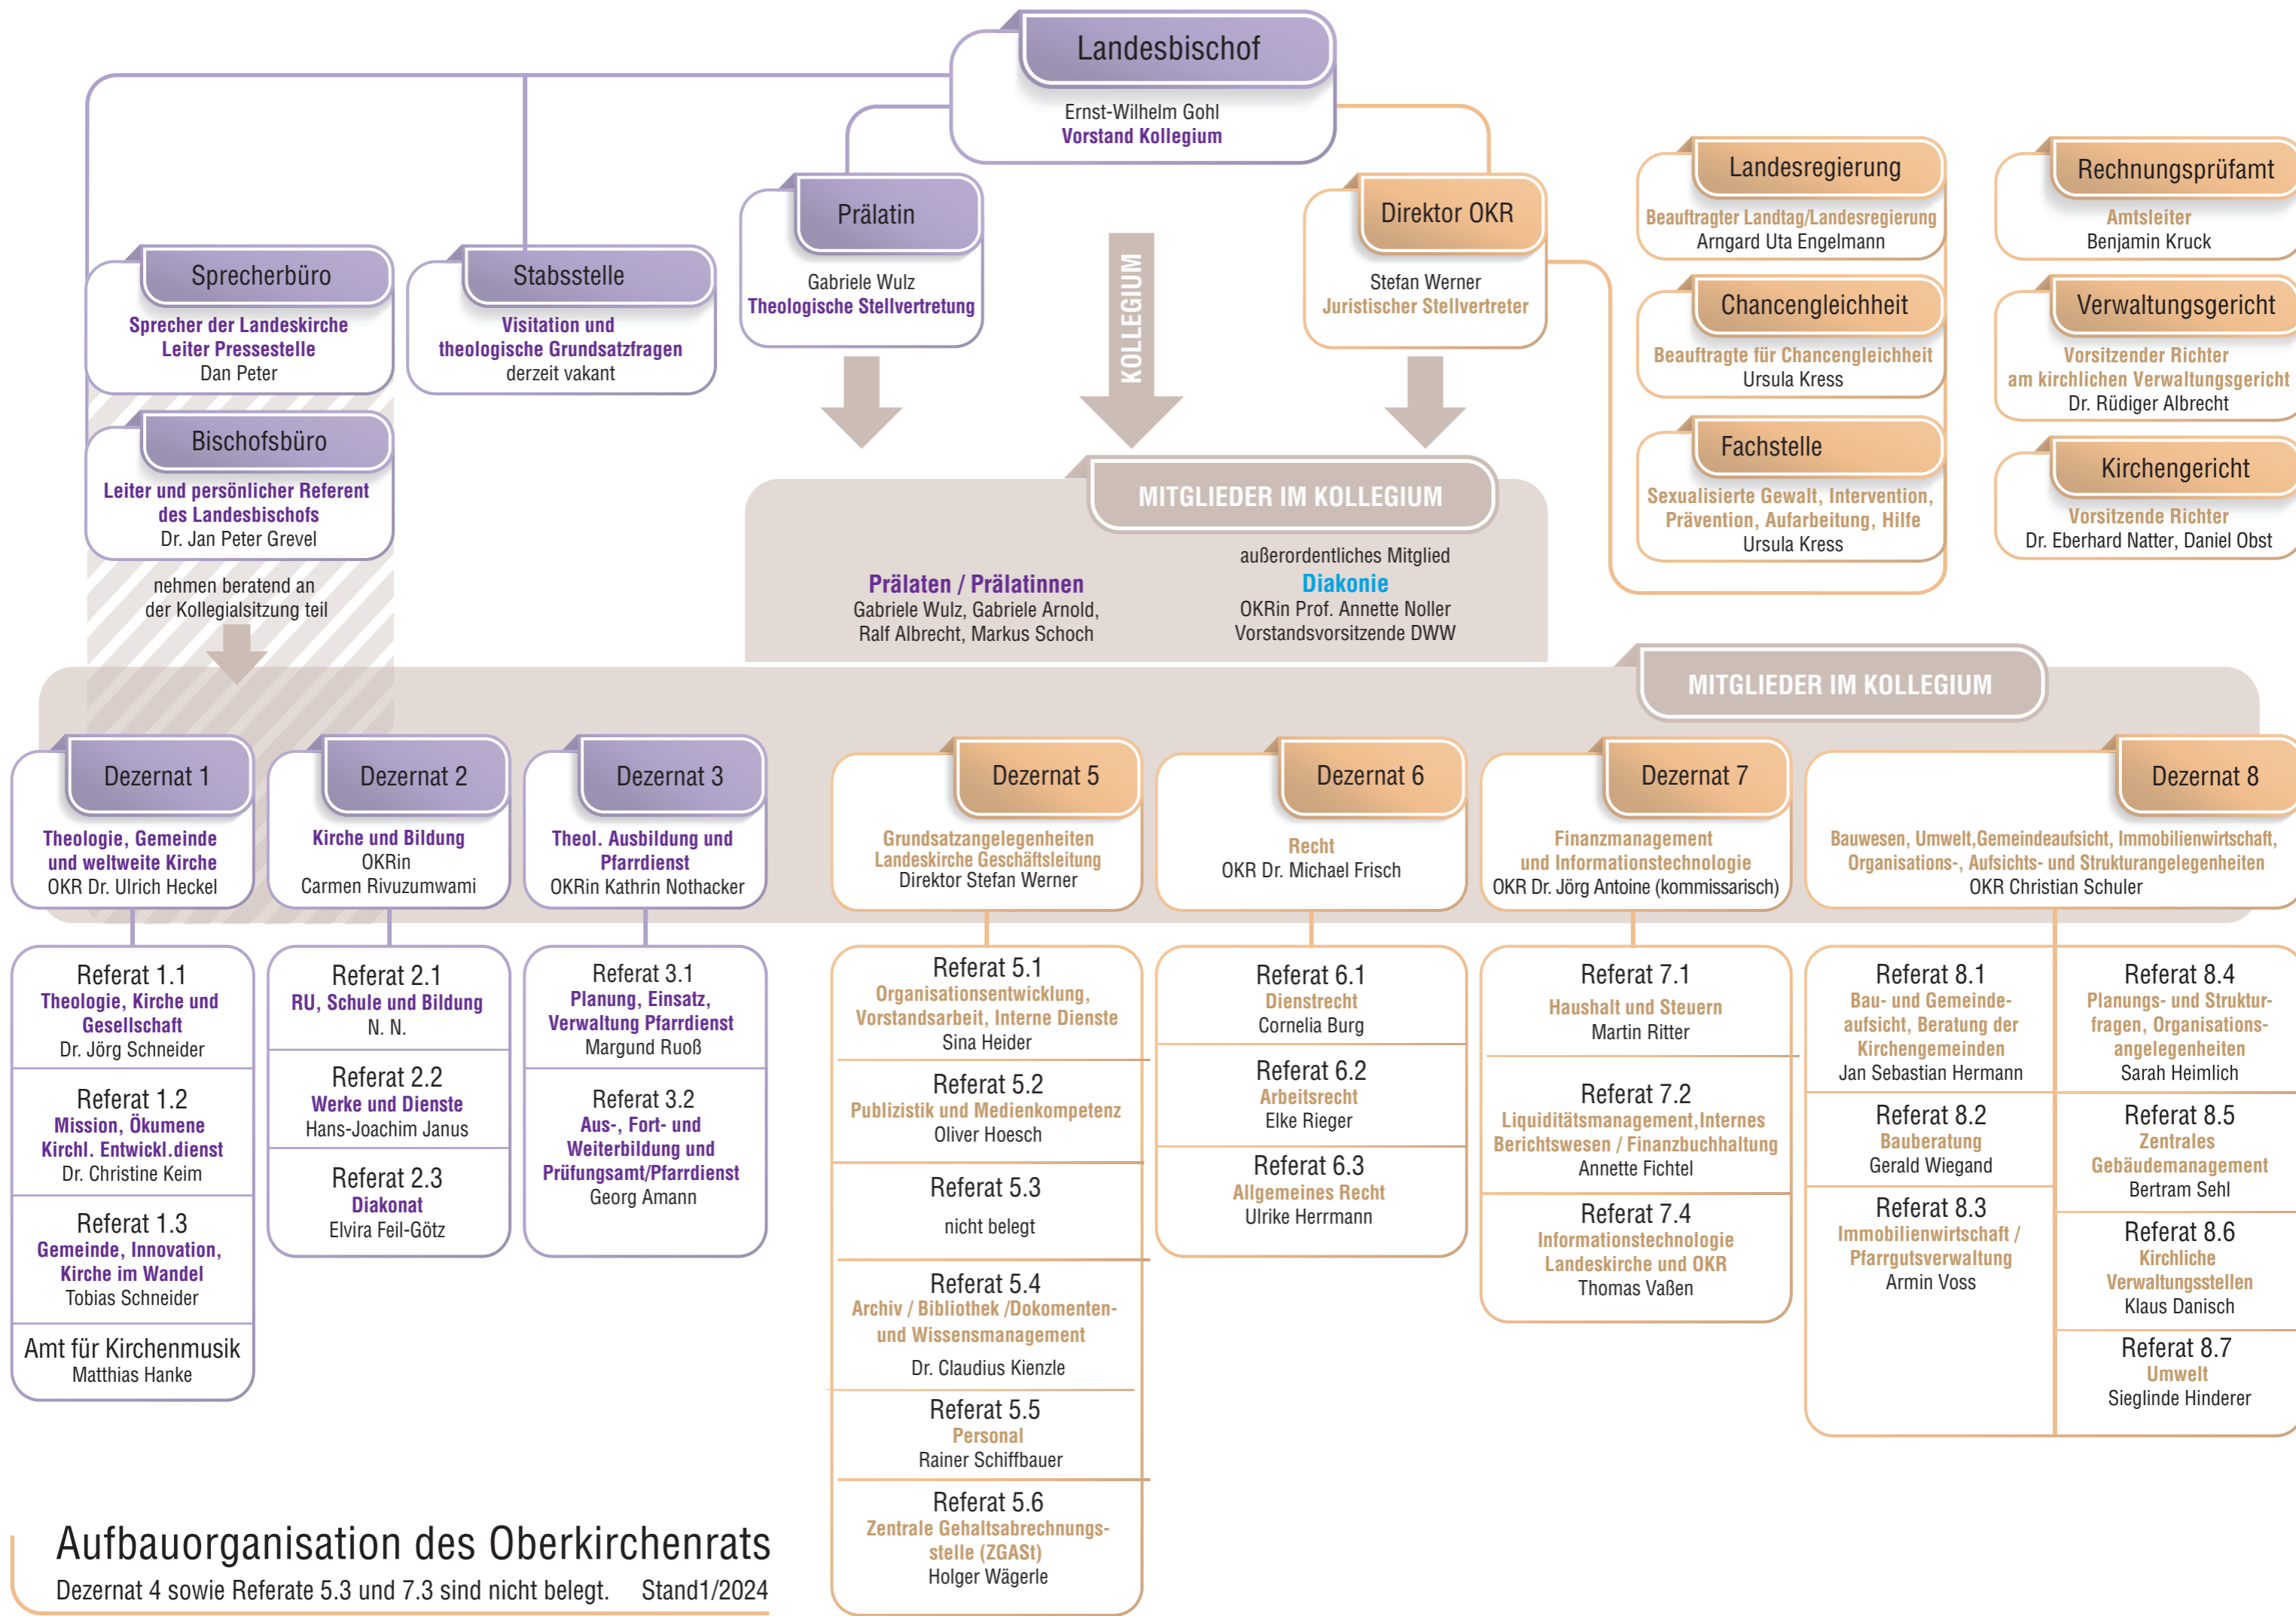 Landesbischof
Ernst-Wilhelm Gohl
Vorstand Kollegium
Prälatin
Gabriele Wulz
Theologische Stellvertretung
Direktor OKR
Stefan Werner
Juristischer Stellvertreter
KOLLEGIUM
Sprecherbüro
Sprecher der Landeskirche
Leiter Pressestelle
Dan Peter
Stabsstelle
Visitation und
theologische Grundsatzfragen
derzeit vakant
Bischofsbüro
Leiter und persönlicher Referent
des Landesbischofs
Dr. Jan Peter Grevel
nehmen beratend an
der Kollegialsitzung teil
Landesregierung
Beauftragter Landtag/Landesregierung
Arngard Uta Engelmann
Chancengleichheit
Beauftragte für Chancengleichheit
Ursula Kress
Fachstelle
Sexualisierte Gewalt, Intervention,
Prävention, Aufarbeitung, Hilfe
Ursula Kress
Rechnungsprüfamt
Amtsleiter
Benjamin Kruck
Verwaltungsgericht
Vorsitzender Richter
am kirchlichen Verwaltungsgericht
Dr. Rüdiger Albrecht
Kirchengericht
Vorsitzende Richter
Dr. Eberhard Natter, Daniel Obst
MITGLIEDER IM KOLLEGIUM
Prälaten / Prälatinnen
Gabriele Wulz, Gabriele Arnold,
Ralf Albrecht, Markus Schoch
außerordentliches Mitglied
Diakonie
OKRin Prof. Annette Noller
Vorstandsvorsitzende DWW
MITGLIEDER IM KOLLEGIUM
Dezernat 1
Theologie, Gemeinde
und weltweite Kirche
OKR Dr. Ulrich Heckel
Referat 1.1
Theologie, Kirche und
Gesellschaft
Dr. Jörg Schneider
Referat 1.2
Mission, Ökumene
Kirchl. Entwickl.dienst
Dr. Christine Keim
Referat 1.3
Gemeinde, Innovation,
Kirche im Wandel
Tobias Schneider
Amt für Kirchenmusik
Matthias Hanke
Dezernat 2
Kirche und Bildung
OKRin
Carmen Rivuzumwami
Referat 2.1
RU, Schule und Bildung
N. N.
Referat 2.2
Werke und Dienste
Hans-Joachim Janus
Referat 2.3
Diakonat
Elvira Feil-Götz
Dezernat 3
Theol. Ausbildung und
Pfarrdienst
OKRin Kathrin Nothacker
Referat 3.1
Planung, Einsatz,
Verwaltung Pfarrdienst
Margund Ruoß
Referat 3.2
Aus-, Fort- und
Weiterbildung und
Prüfungsamt/Pfarrdienst
Georg Amann
Dezernat 5
Grundsatzangelegenheiten
Landeskirche Geschäftsleitung
Direktor Stefan Werner
Referat 5.1
Organisationsentwicklung,
Vorstandsarbeit, Interne Dienste
Sina Heider
Referat 5.2
Publizistik und Medienkompetenz
Oliver Hoesch
Referat 5.3
nicht belegt
Referat 5.4
Archiv / Bibliothek /Dokomenten-
und Wissensmanagement
Dr. Claudius Kienzle
Referat 5.5
Personal
Rainer Schiffbauer
Referat 5.6
Zentrale Gehaltsabrechnungs-
stelle (ZGASt)
Holger Wägerle
Dezernat 6
Recht
OKR Dr. Michael Frisch
Referat 6.1
Dienstrecht
Cornelia Burg
Referat 6.2
Arbeitsrecht
Elke Rieger
Referat 6.3
Allgemeines Recht
Ulrike Herrmann
Dezernat 7
Finanzmanagement
und Informationstechnologie
OKR Dr. Jörg Antoine (kommissarisch)
Referat 7.1
Haushalt und Steuern
Martin Ritter
Referat 7.2
Liquiditätsmanagement,Internes
Berichtswesen / Finanzbuchhaltung
Annette Fichtel
Referat 7.4
Informationstechnologie
Landeskirche und OKR
Thomas Vaßen
Dezernat 8
Bauwesen, Umwelt,Gemeindeaufsicht, Immobilienwirtschaft,
Organisations-, Aufsichts- und Strukturangelegenheiten
OKR Christian Schuler
Referat 8.1
Bau- und Gemeinde-
aufsicht, Beratung der
Kirchengemeinden
Jan Sebastian Hermann
Referat 8.2
Bauberatung
Gerald Wiegand
Referat 8.3
Immobilienwirtschaft /
Pfarrgutsverwaltung
Armin Voss
Referat 8.4
Planungs- und Struktur-
fragen, Organisations-
angelegenheiten
Sarah Heimlich
Referat 8.5
Zentrales
Gebäudemanagement
Bertram Sehl
Referat 8.6
Kirchliche
Verwaltungsstellen
Klaus Danisch
Referat 8.7
Umwelt
Sieglinde Hinderer
Aufbauorganisation des Oberkirchenrats
Dezernat 4 sowie Referate 5.3 und 7.3 sind nicht belegt. Stand1/2024